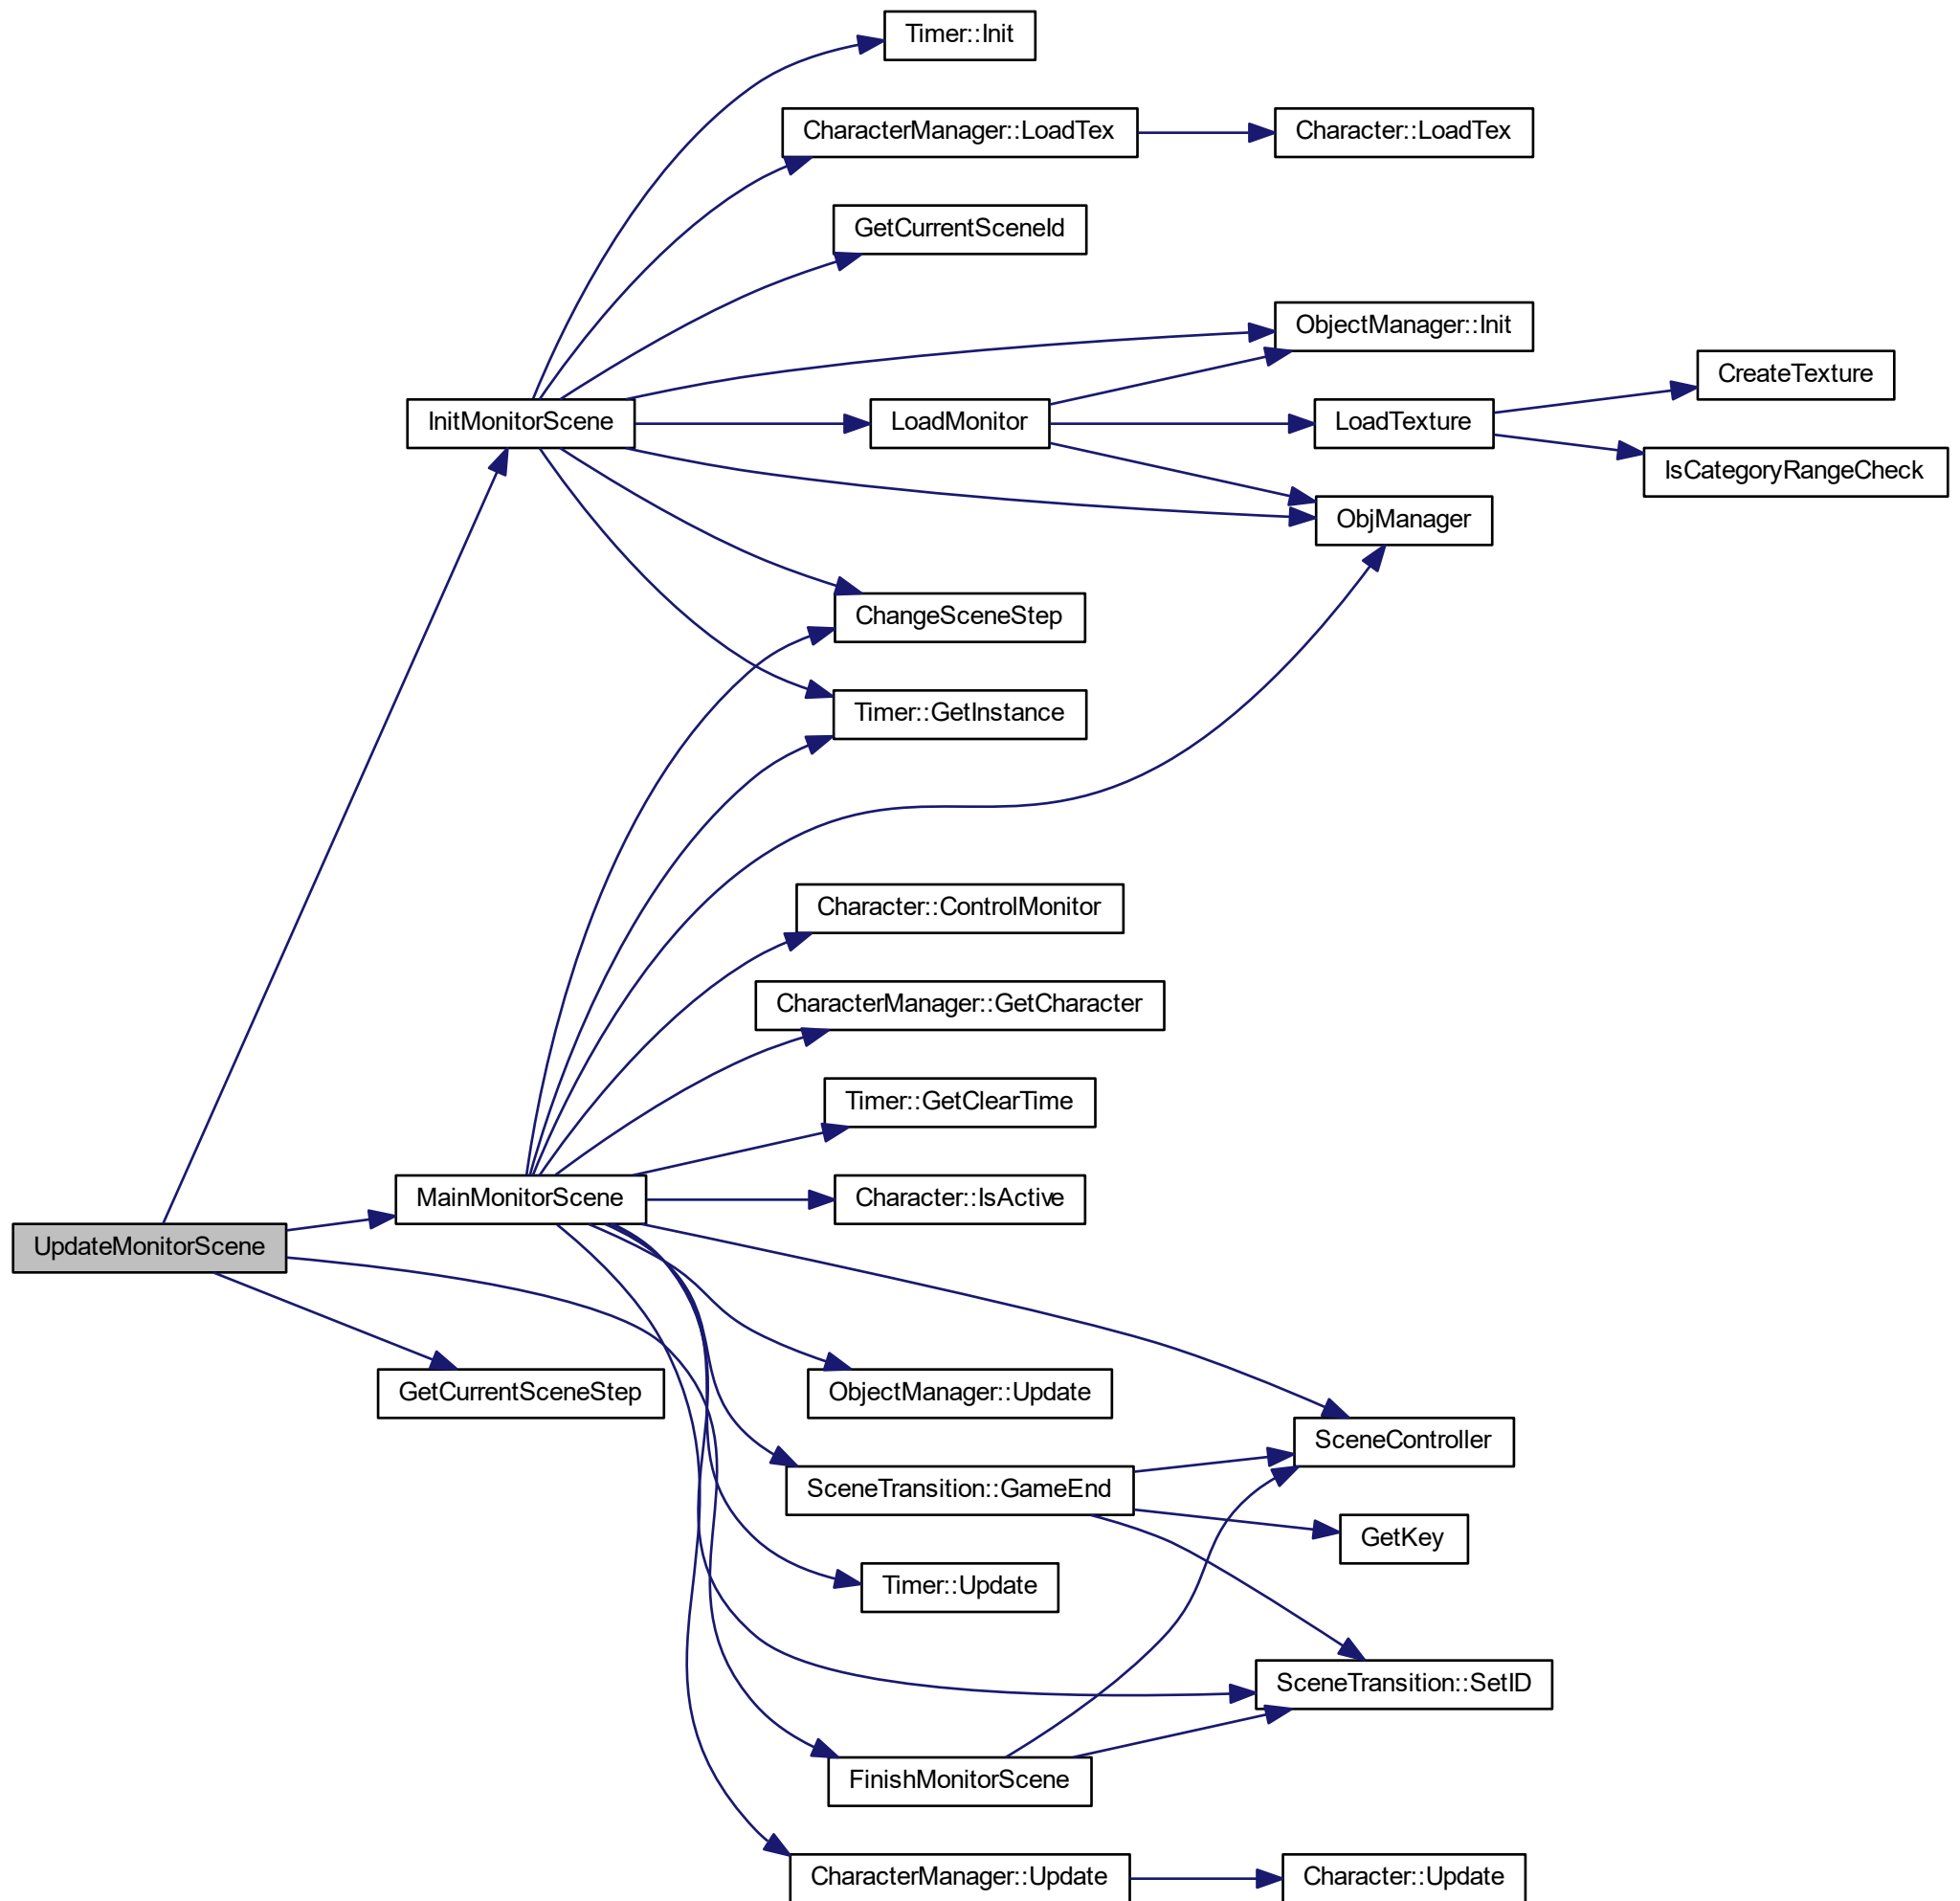 Timer::Init
CharacterManager::LoadTex
Character::LoadTex
GetCurrentSceneId
ObjectManager::Init
CreateTexture
InitMonitorScene
LoadMonitor
LoadTexture
IsCategoryRangeCheck
ObjManager
ChangeSceneStep
Timer::GetInstance
Character::ControlMonitor
CharacterManager::GetCharacter
Timer::GetClearTime
MainMonitorScene
Character::IsActive
UpdateMonitorScene
GetCurrentSceneStep
ObjectManager::Update
SceneController
SceneTransition::GameEnd
GetKey
Timer::Update
SceneTransition::SetID
FinishMonitorScene
CharacterManager::Update
Character::Update